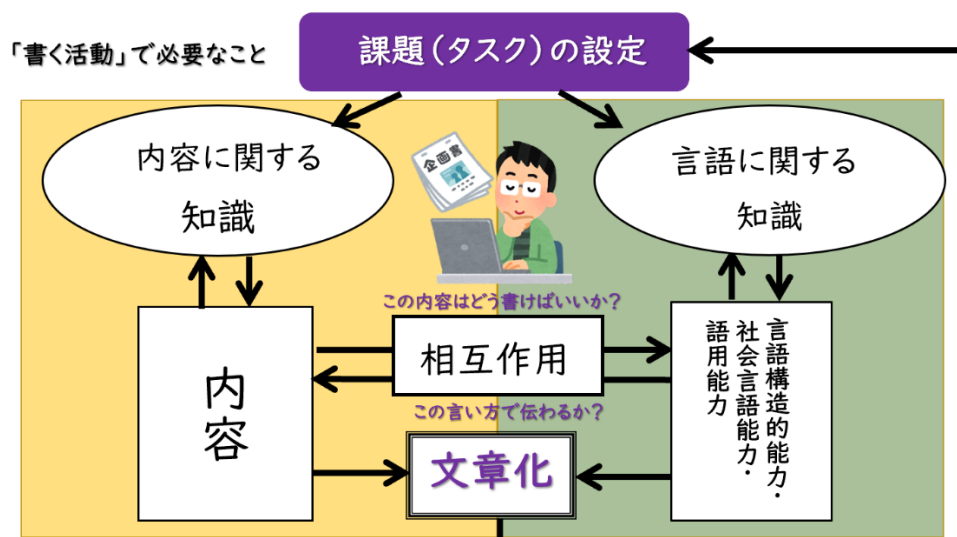 「書く活動」で必要なこと
課題（タスク）の設定
内容に関する
知識
企画書
言語に関する
知識
この内容はどう書けばいいか？
内容
相互作用
言語構造的能力・
社会言語能力・
語用能力
この言い方で伝わるか？
文章化